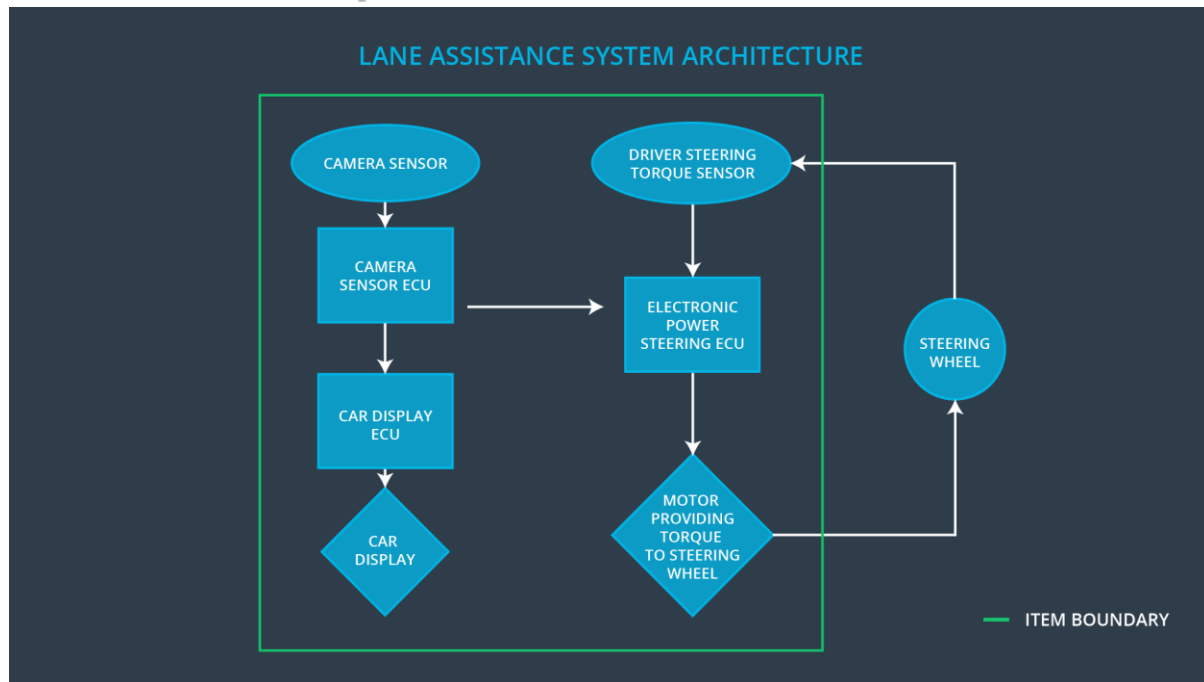 LANE ASSISTANCE SYSTEM ARCHITECTURE
CAMERA SENSOR
DRIVER STEERING
TORQUE SENSOR
CAMERA
SENSOR ECU
ELECTRONIC
POWER
STEERING ECU
STEERING
WHEEL
CAR DISPLAY
ECU
MOTOR
PROVIDING
TORQUE
TO STEERING
WHEEL
CAR
DISPLAY
ITEM BOUNDARY